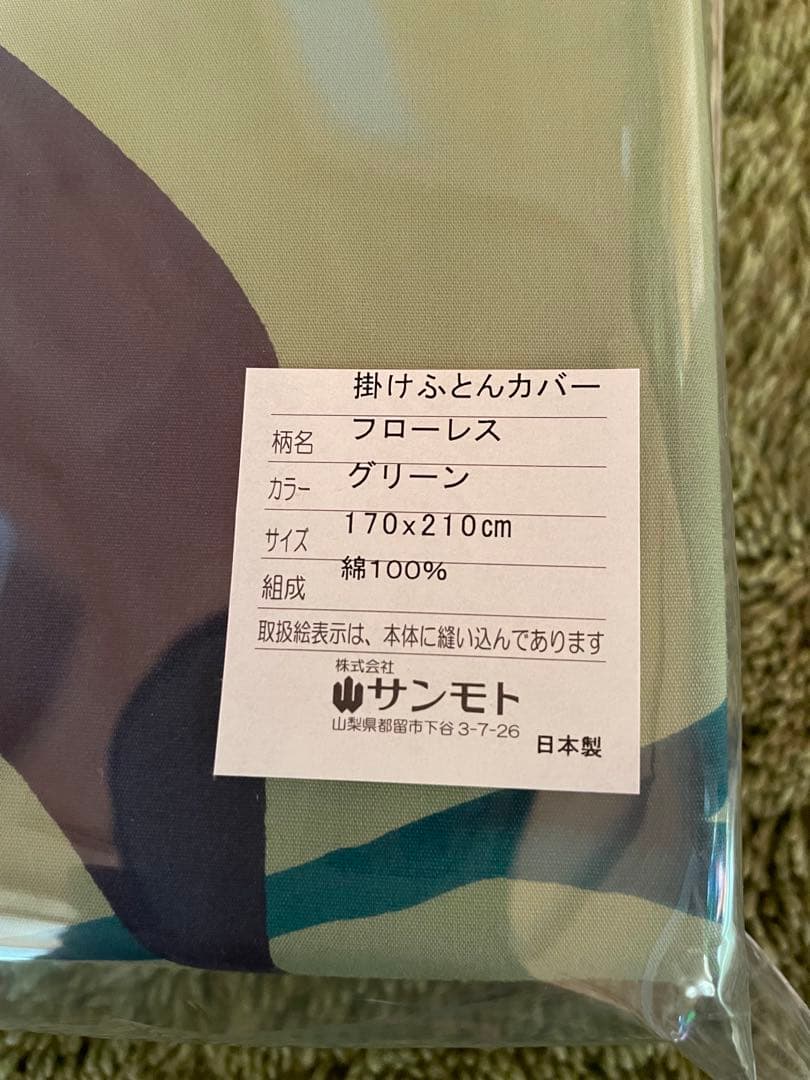 掛けふとんカバー
柄名 フローレス
カラー グリーン
サイズ 170x210cm
組成 綿100%
取扱絵表示は、本体に縫い込んであります
株式会社
サンモト
山梨県都留市下谷3-7-26
日本製